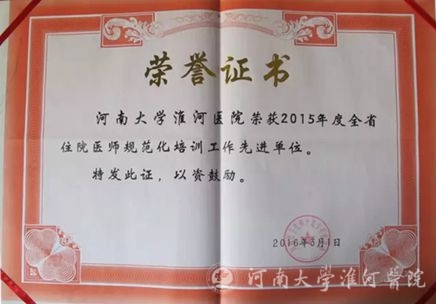 荣誉证书
河南大学淮河医院荣获2015年度全省
住院医师规范化培训工作先进单位。
特发此证，以资鼓励。
2016年3月1日
河南大学淮河醫院